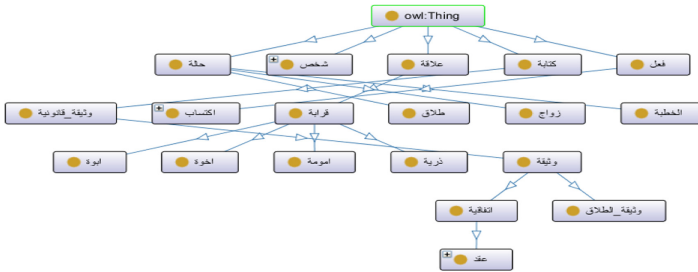 owl:Thing
فعل كتابة علاقة شخص حالة
الخطبة زواج طلاق قرابة اكتساب وثيقة_قانونية
وثيقة ذرية امومة اخوة ابوة
وثيقة_الطلاق اتفاقية
عقد